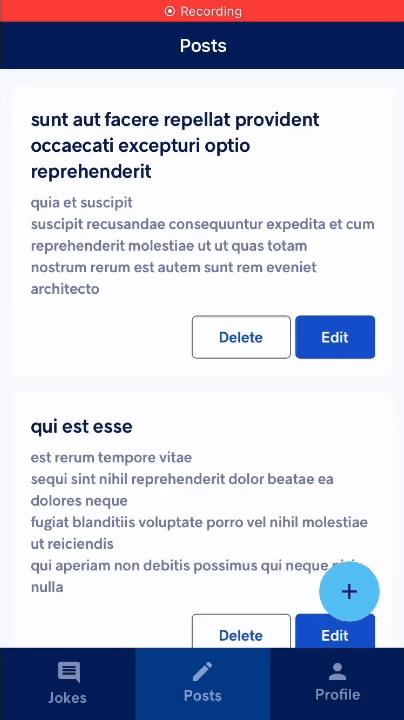 Recording
Posts
sunt aut facere repellat provident
occaecati excepturi optio
reprehenderit
quia et suscipit
suscipit recusandae consequuntur expedita et cum
reprehenderit molestiae ut ut quas totam
nostrum rerum est autem sunt rem eveniet
architecto
Delete Edit
qui est esse
est rerum tempore vitae
sequi sint nihil reprehenderit dolor beatae ea
dolores neque
fugiat blanditiis voluptate porro vel nihil molestiae
ut reiciendis
qui aperiam non debitis possimus qui neque
nulla
+
Delete Edit
Jokes Posts Profile